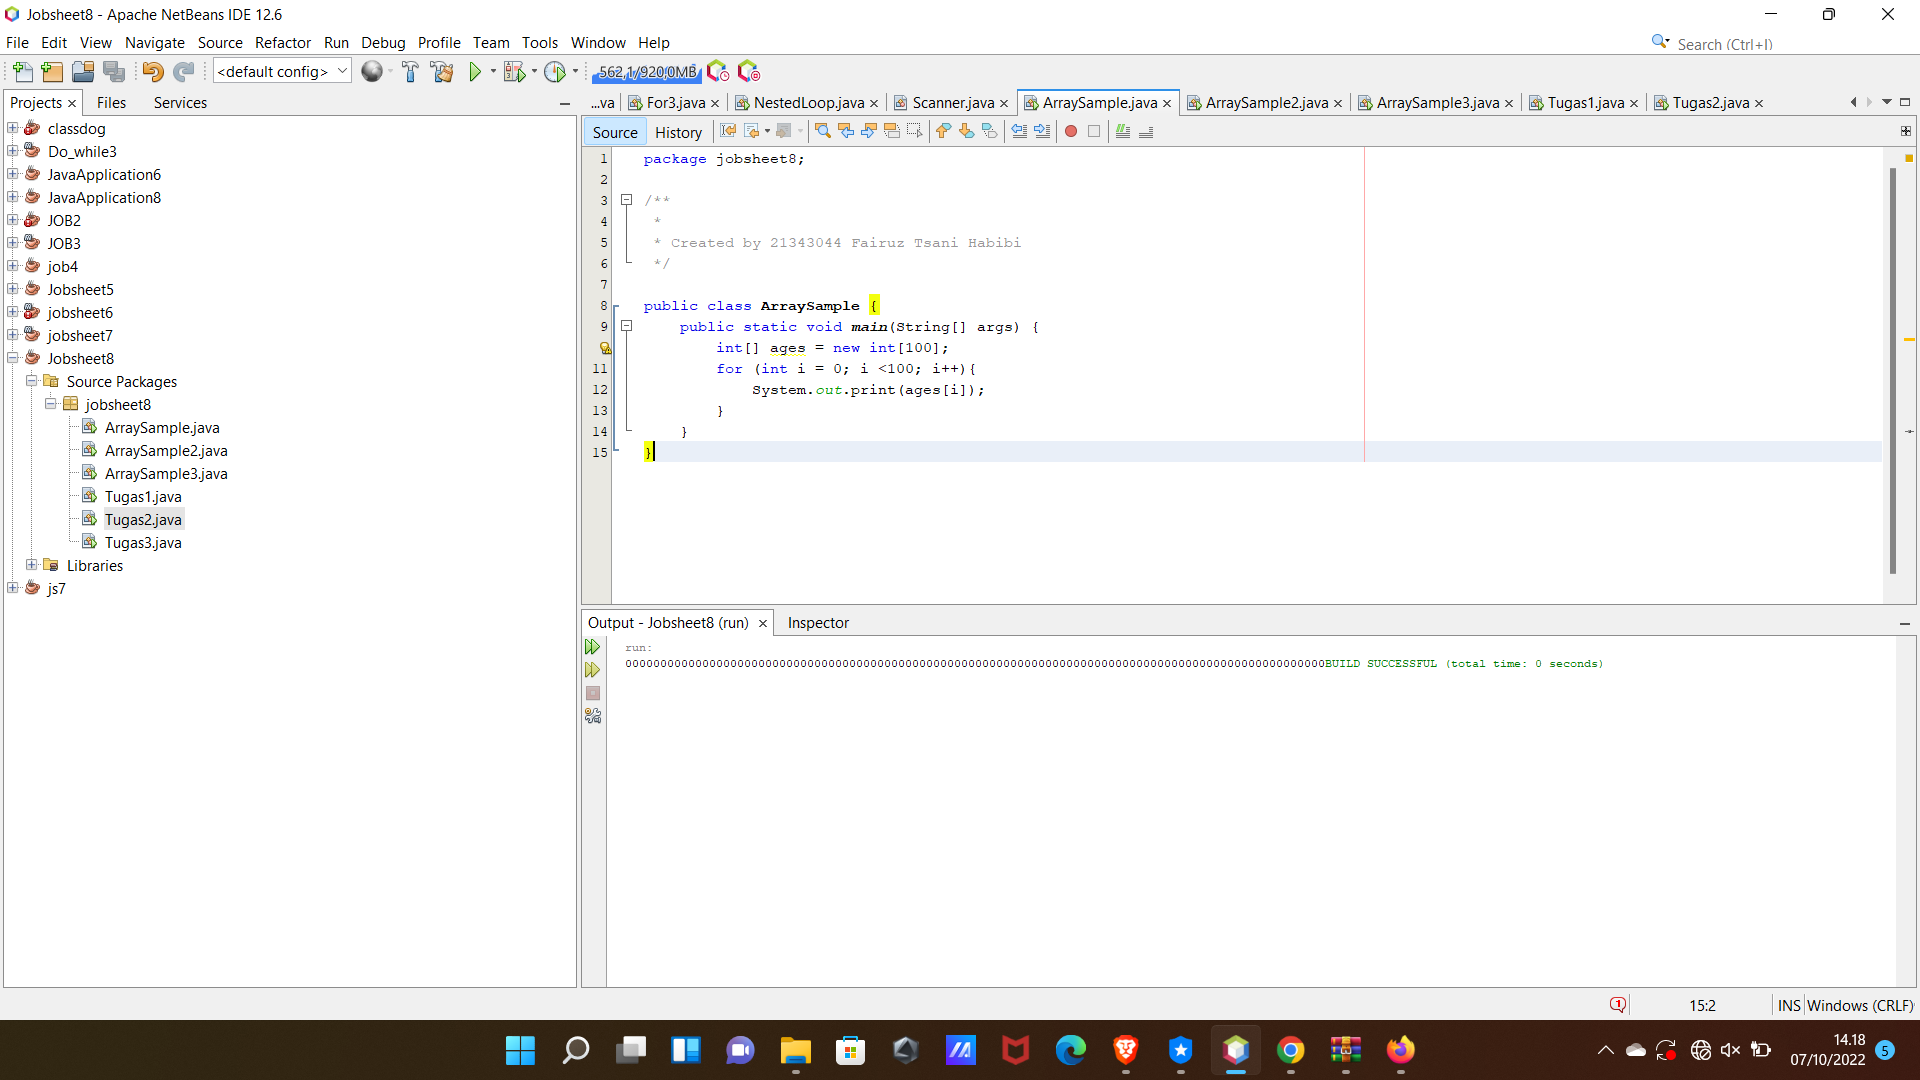 Jobsheet8 - Apache NetBeans IDE 12.6
File Edit View Navigate Source Refactor Run Debug Profile Team Tools Window Help
Search (Ctrl+I)
<default config>
562,1/920,0MB
Projects Files Services
...va For3.java NestedLoop.java Scanner.java ArraySample.java ArraySample2.java ArraySample3.java Tugas1.java Tugas2.java
classdog
Do_while3
JavaApplication6
JavaApplication8
JOB2
JOB3
job4
Jobsheet5
jobsheet6
jobsheet7
Jobsheet8
Source Packages
jobsheet8
ArraySample.java
ArraySample2.java
ArraySample3.java
Tugas1.java
Tugas2.java
Tugas3.java
Libraries
js7
Source History
1 package jobsheet8;
2
3 /**
4 *
5 * Created by 21343044 Fairuz Tsani Habibi
6 */
7
8 public class ArraySample {
9 public static void main(String[] args) {
int[] ages = new int[100];
11 for (int i = 0; i <100; i++){
12 System.out.print(ages[i]);
13 }
14 }
15 }
Output - Jobsheet8 (run) Inspector
run:
0000000000000000000000000000000000000000000000000000000000000000000000000000000000000000000000000000BUILD SUCCESSFUL (total time: 0 seconds)
1 15:2 INS Windows (CRLF)
14.18
07/10/2022 5